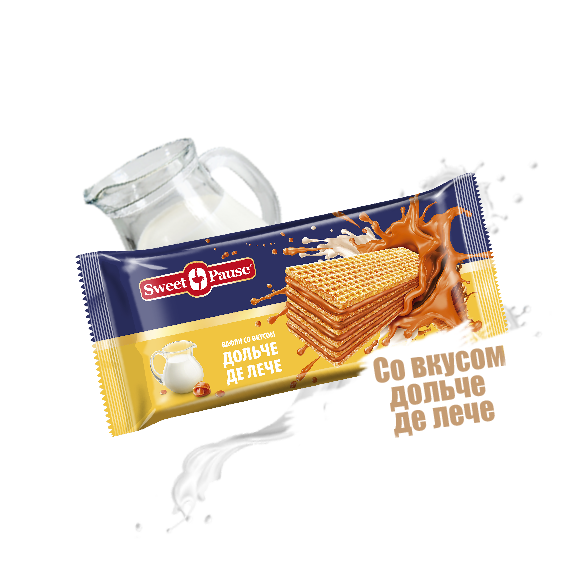 Sweet Pause
ВАФЛИ СО ВКУСОМ
ДОЛЬЧЕ
ДЕ ЛЕЧЕ
Со вкусом
дольче
де лече